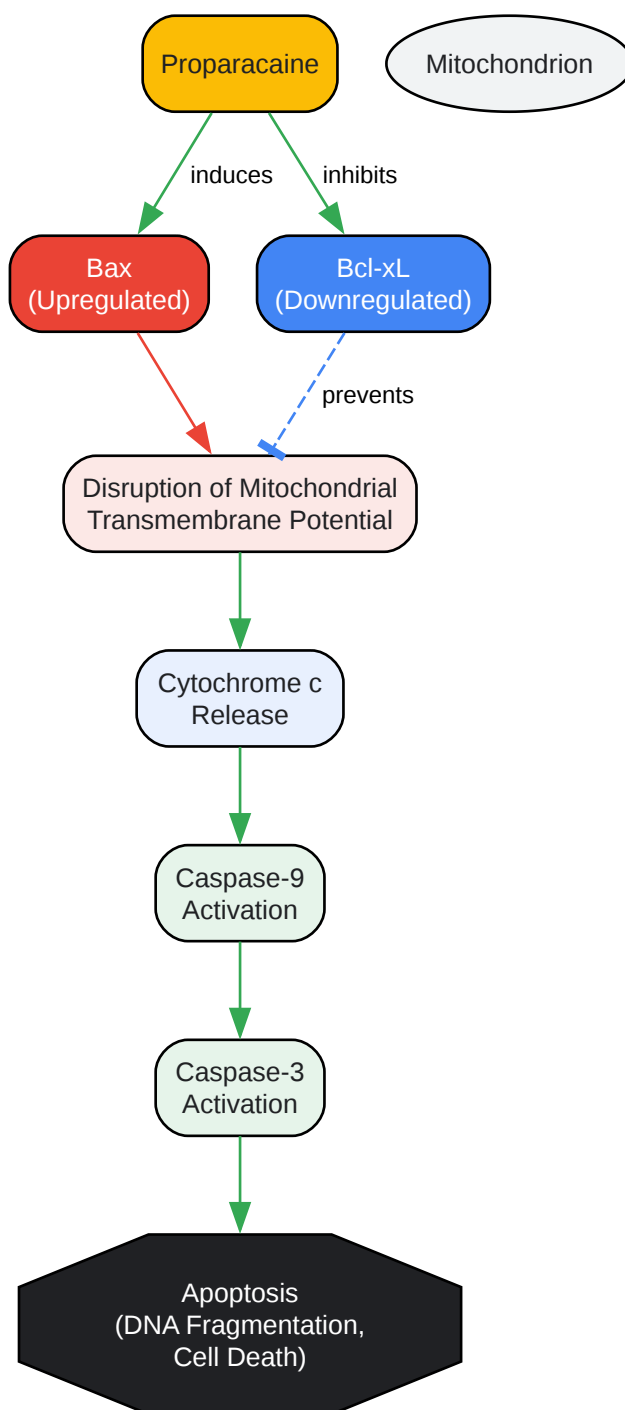 Proparacaine
Mitochondrion
induces
inhibits
Bax
(Upregulated)
Bcl-xL
(Downregulated)
prevents
Disruption of Mitochondrial
Transmembrane Potential
Cytochrome c
Release
Caspase-9
Activation
Caspase-3
Activation
Apoptosis
(DNA Fragmentation,
Cell Death)